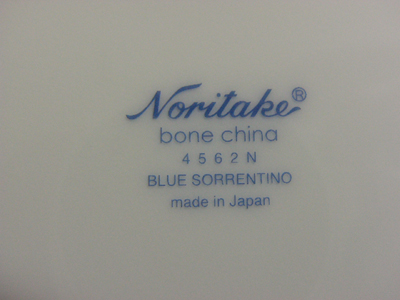 Noritake®
bone china
4562N
BLUE SORRENTINO
made in Japan